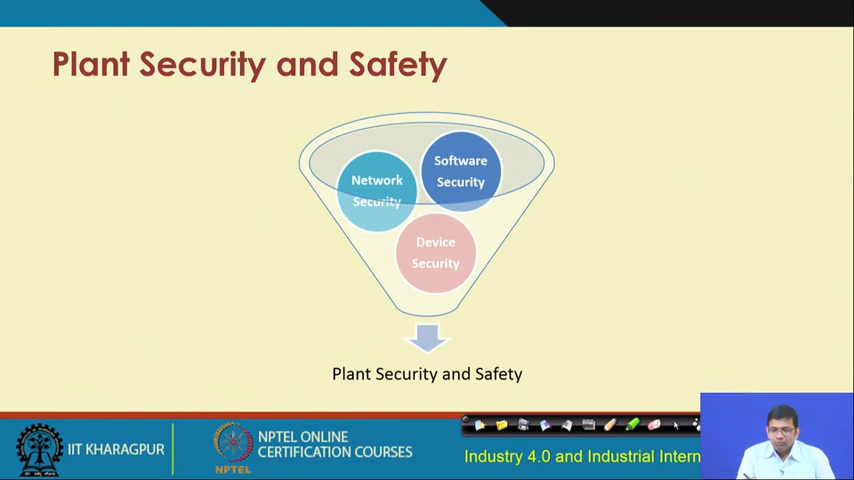 Plant Security and Safety
Software
Security
Network
Security
Device
Security
Plant Security and Safety
IIT KHARAGPUR
NPTEL
NPTEL ONLINE
CERTIFICATION COURSES
Industry 4.0 and Industrial Intern